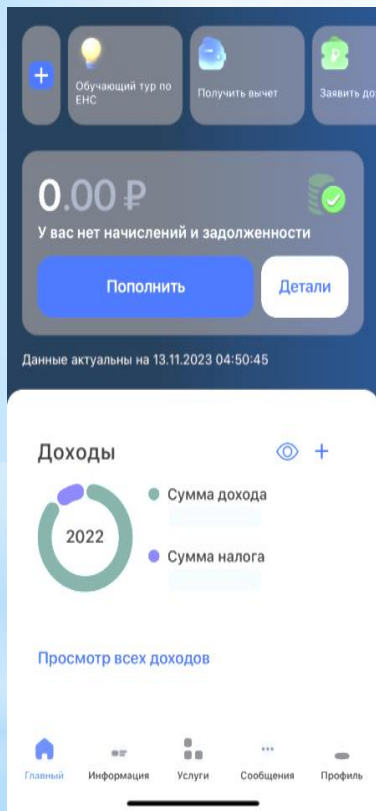 Обучающий тур по
ЕНС
Получить вычет
Заявить до
0.00 ₽
У вас нет начислений и задолженности
Пополнить
Детали
Данные актуальны на 13.11.2023 04:50:45
Доходы
2022
Сумма дохода
Сумма налога
Просмотр всех доходов
Главный
Информация
Услуги
Сообщения
Профиль